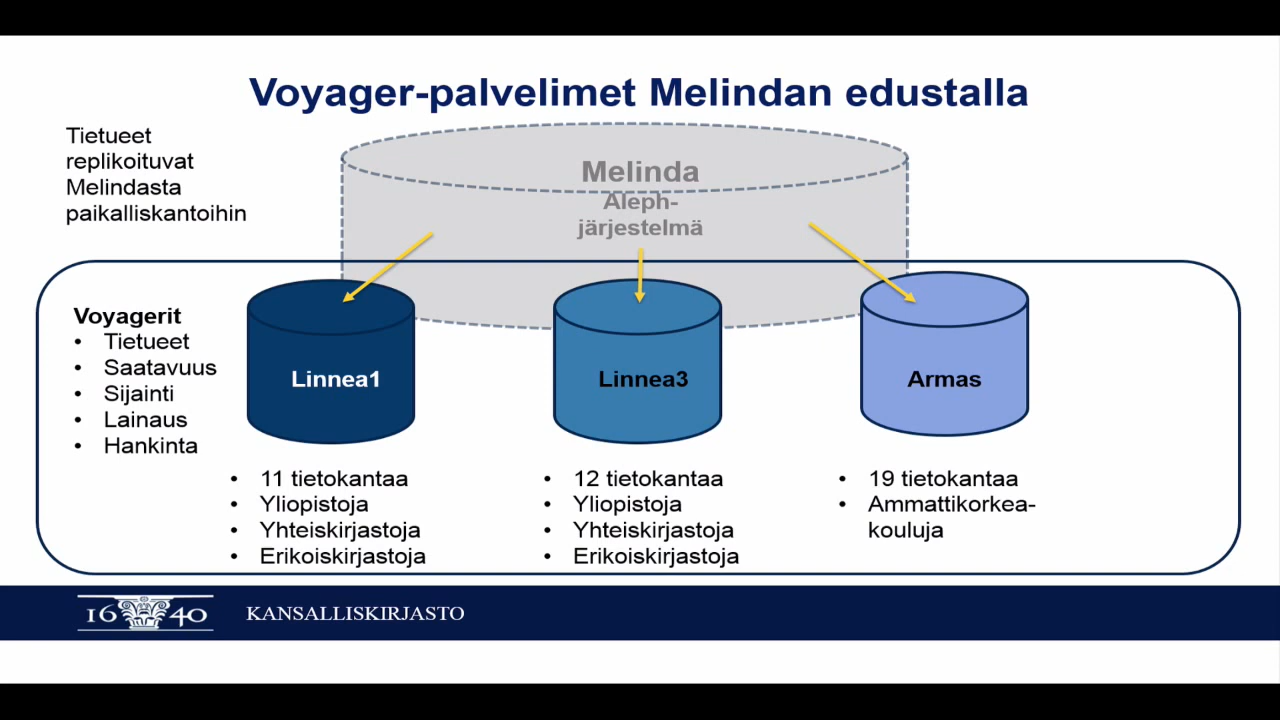 Voyager-palvelimet Melindan edustalla
Tietueet
replikoituvat
Melindasta
paikalliskantoihin
Melinda
Aleph-
järjestelmä
Voyagerit
• Tietueet
• Saatavuus
• Sijainti
• Lainaus
• Hankinta
Linnea1
Linnea3
Armas
• 11 tietokantaa
• Yliopistoja
• Yhteiskirjastoja
• Erikoiskirjastoja
• 12 tietokantaa
• Yliopistoja
• Yhteiskirjastoja
• Erikoiskirjastoja
• 19 tietokantaa
• Ammattikorkea-
kouluja
1640
KANSALLISKIRJASTO